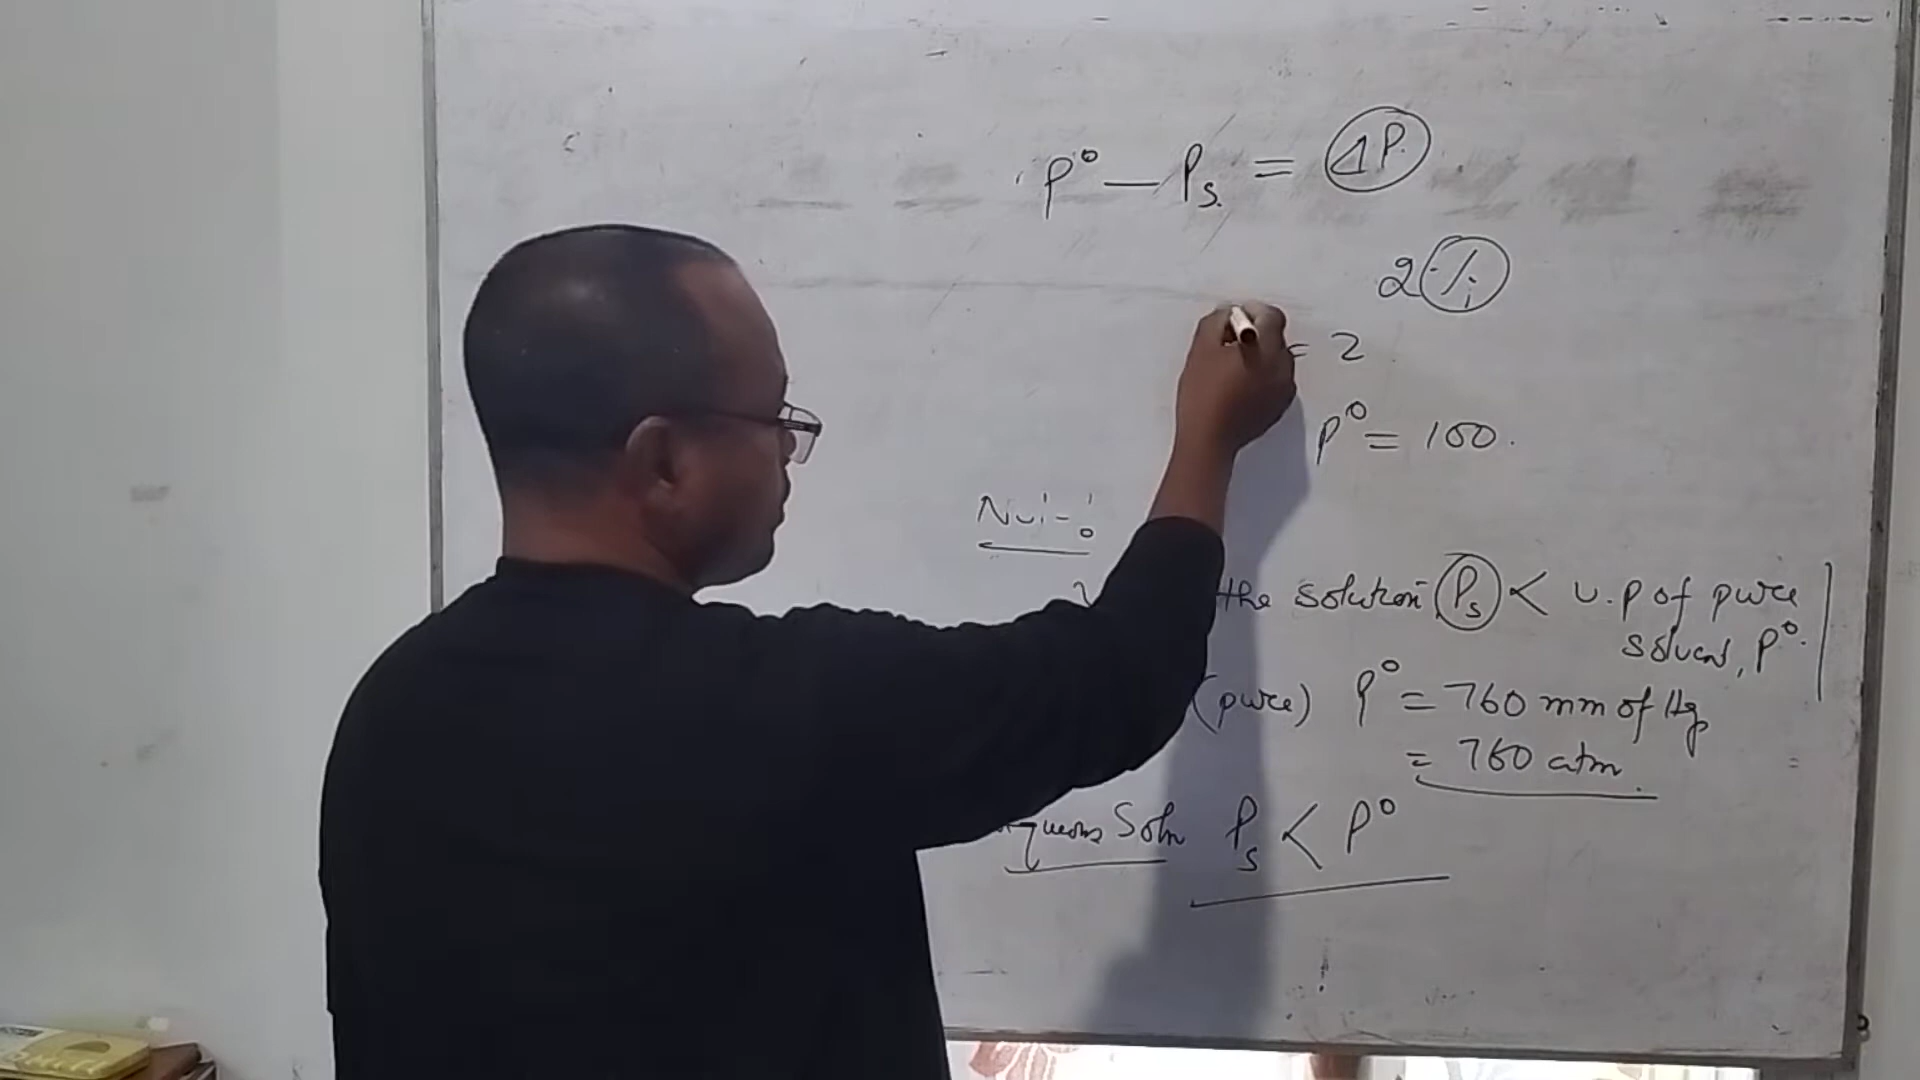 P° — Ps = ΔP
2%
= 2
P° = 100.
the solution Ps < v.p of pure
solvent, P°.
(pure) P° = 760 mm of Hg
= 760 atm.
Soln Ps < P°